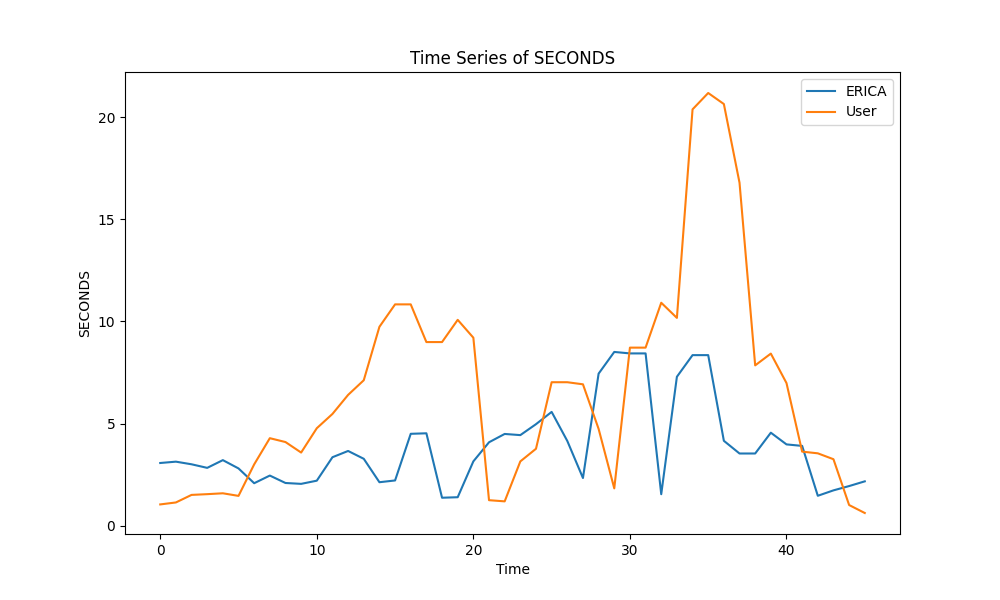 Time Series of SECONDS
ERICA
User
20
15
10
5
0
SECONDS
0 10 20 30 40
Time